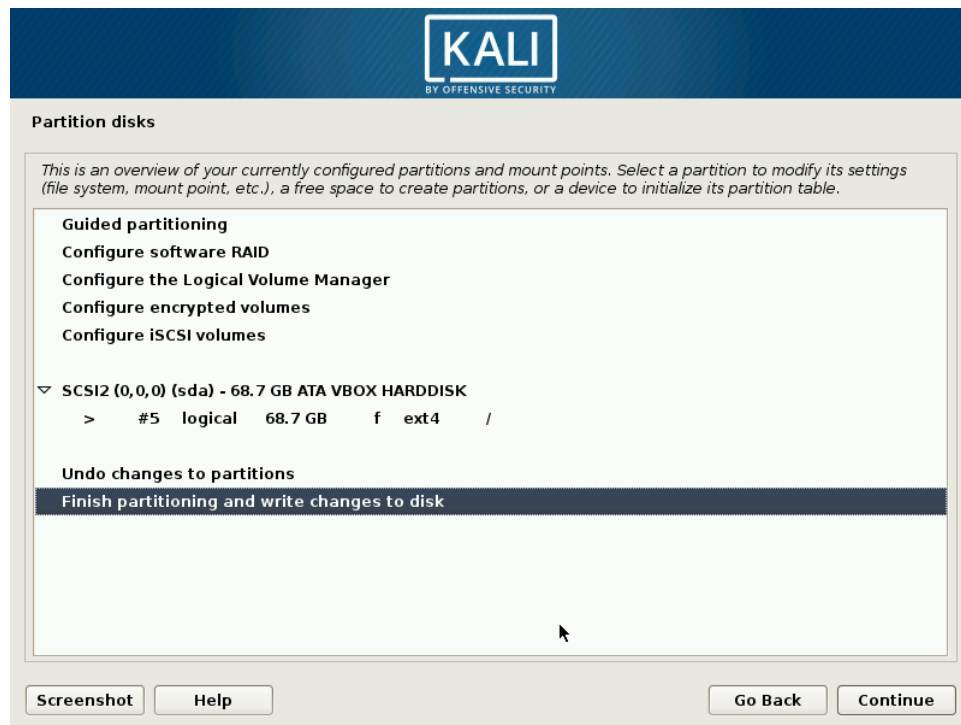 KALI
BY OFFENSIVE SECURITY
Partition disks
This is an overview of your currently configured partitions and mount points. Select a partition to modify its settings
(file system, mount point, etc.), a free space to create partitions, or a device to initialize its partition table.
Guided partitioning
Configure software RAID
Configure the Logical Volume Manager
Configure encrypted volumes
Configure iSCSI volumes
SCSI2 (0,0,0) (sda) - 68.7 GB ATA VBOX HARDDISK
> #5 logical 68.7 GB f ext4 /
Undo changes to partitions
Finish partitioning and write changes to disk
Screenshot Help Go Back Continue